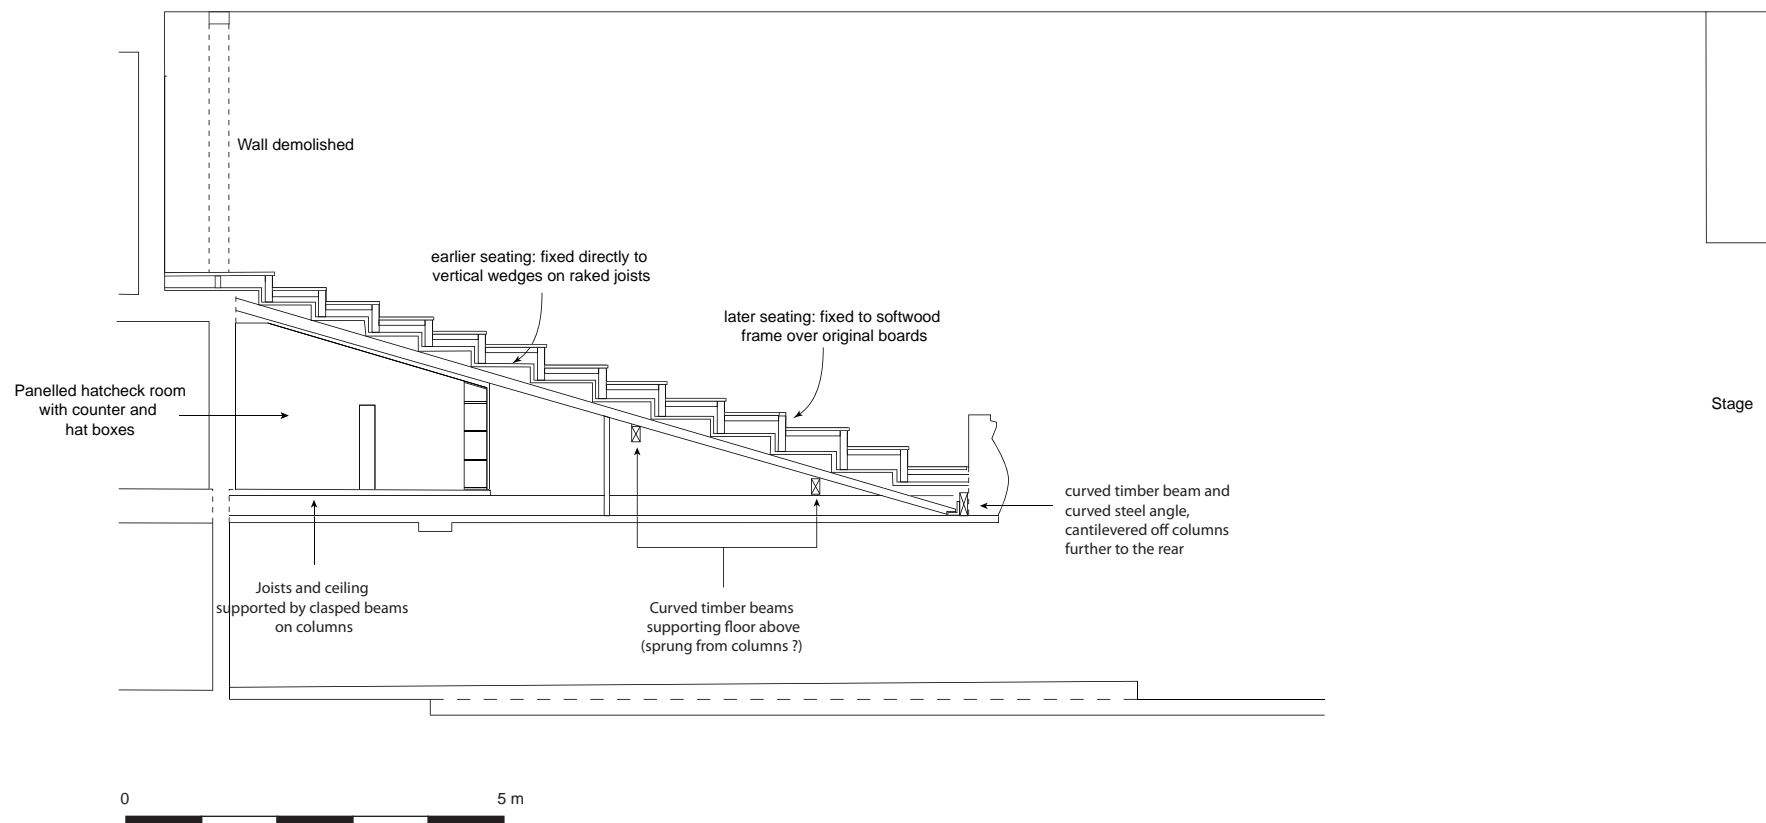 Wall demolished
earlier seating: fixed directly to
vertical wedges on raked joists
later seating: fixed to softwood
frame over original boards
Panelled hatcheck room
with counter and
hat boxes
Stage
curved timber beam and
curved steel angle,
cantilevered off columns
further to the rear
Joists and ceiling
supported by clasped beams
on columns
Curved timber beams
supporting floor above
(sprung from columns ?)
0
5 m